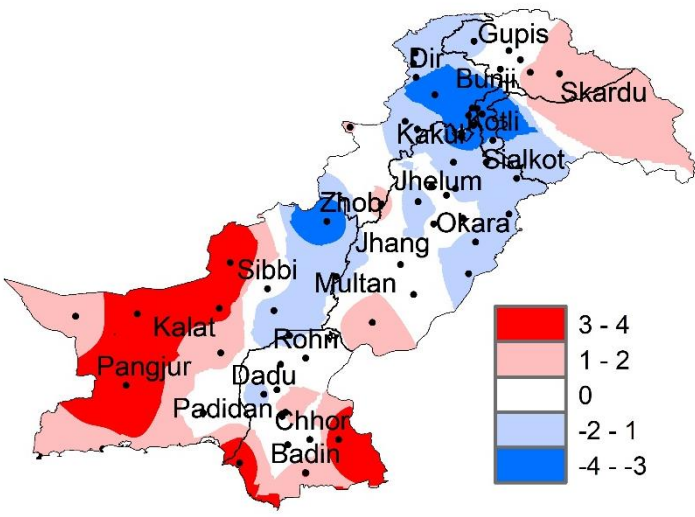 Gupis
Dir
Bunji
Skardu
Kotli
Kakul
Sialkot
Jhelum
Zhob
Okara
Jhang
Sibbi
Multan
Kalat
Rohri
Pangjur
Dadu
Padidan
Chhor
Badin
3 - 4
1 - 2
0
-2 - 1
-4 - -3